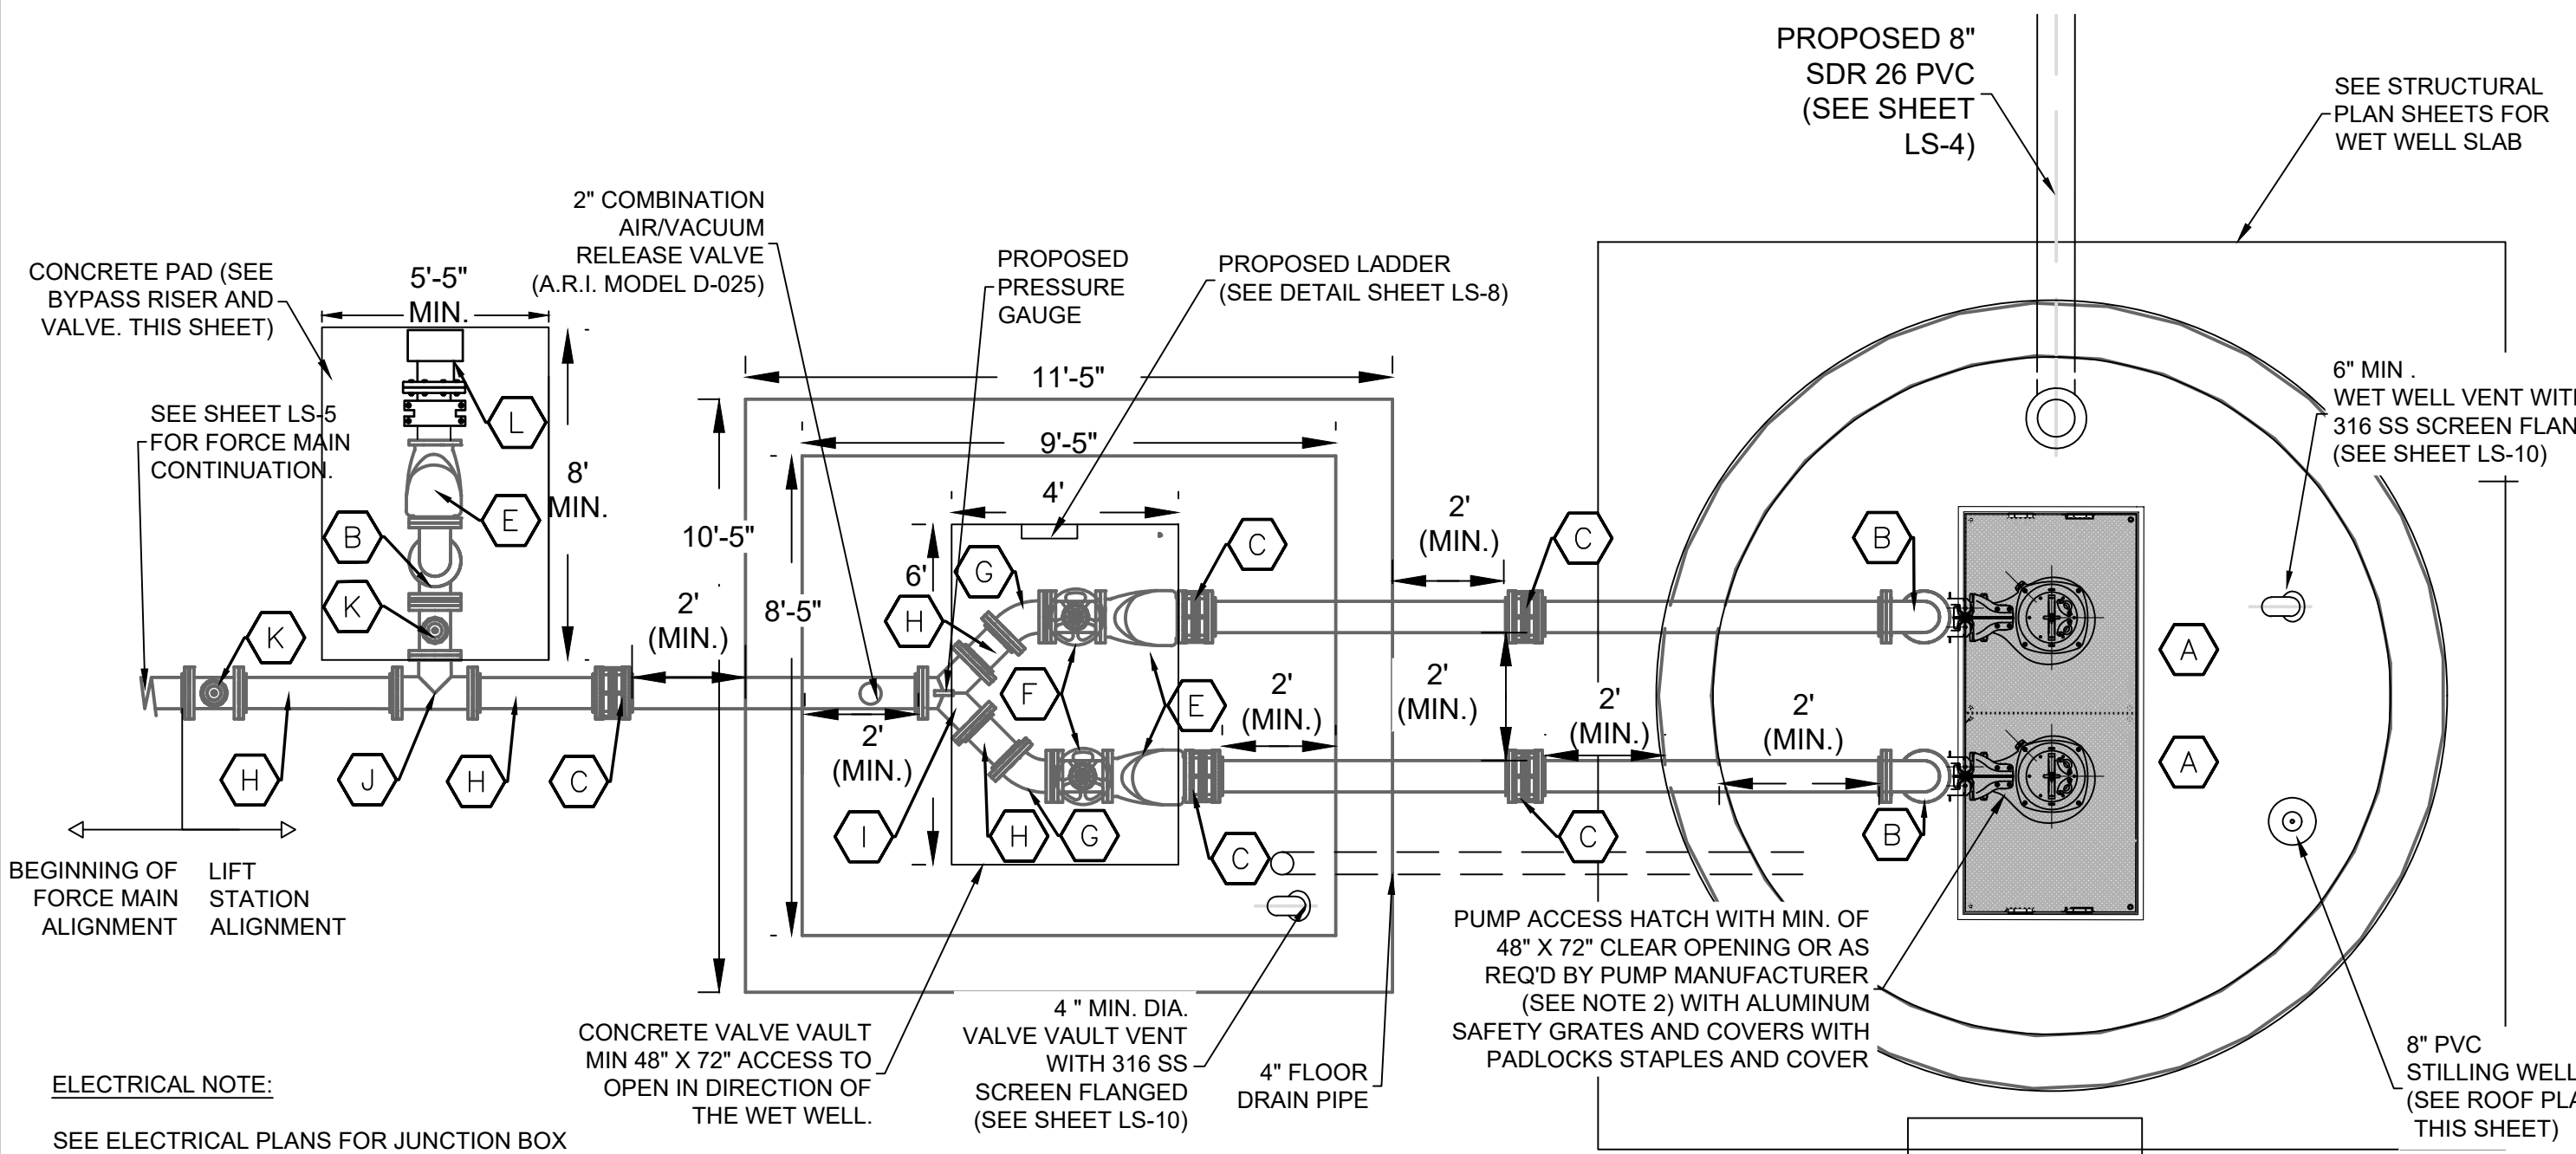 PROPOSED 8"
SDR 26 PVC
(SEE SHEET
LS-4)
SEE STRUCTURAL
PLAN SHEETS FOR
WET WELL SLAB
2" COMBINATION
AIR/VACUUM
RELEASE VALVE
(A.R.I. MODEL D-025)
PROPOSED
PRESSURE
GAUGE
PROPOSED LADDER
(SEE DETAIL SHEET LS-8)
CONCRETE PAD (SEE
BYPASS RISER AND
VALVE. THIS SHEET)
5'-5"
MIN.
SEE SHEET LS-5
FOR FORCE MAIN
CONTINUATION.
8'
MIN.
L
E
B
K
K
H
J
H
C
2'
(MIN.)
11'-5"
9'-5"
10'-5"
8'-5"
4'
6'
G
H
F
E
C
I
H
G
C
2'
(MIN.)
2'
(MIN.)
2'
(MIN.)
C
2'
(MIN.)
2'
(MIN.)
2'
(MIN.)
C
B
B
A
A
6" MIN .
WET WELL VENT WIT
316 SS SCREEN FLAN
(SEE SHEET LS-10)
BEGINNING OF
FORCE MAIN
ALIGNMENT
LIFT
STATION
ALIGNMENT
CONCRETE VALVE VAULT
MIN 48" X 72" ACCESS TO
OPEN IN DIRECTION OF
THE WET WELL.
4 " MIN. DIA.
VALVE VAULT VENT
WITH 316 SS
SCREEN FLANGED
(SEE SHEET LS-10)
4" FLOOR
DRAIN PIPE
PUMP ACCESS HATCH WITH MIN. OF
48" X 72" CLEAR OPENING OR AS
REQ'D BY PUMP MANUFACTURER
(SEE NOTE 2) WITH ALUMINUM
SAFETY GRATES AND COVERS WITH
PADLOCKS STAPLES AND COVER
8" PVC
STILLING WELL
(SEE ROOF PLA
THIS SHEET)
ELECTRICAL NOTE:
SEE ELECTRICAL PLANS FOR JUNCTION BOX